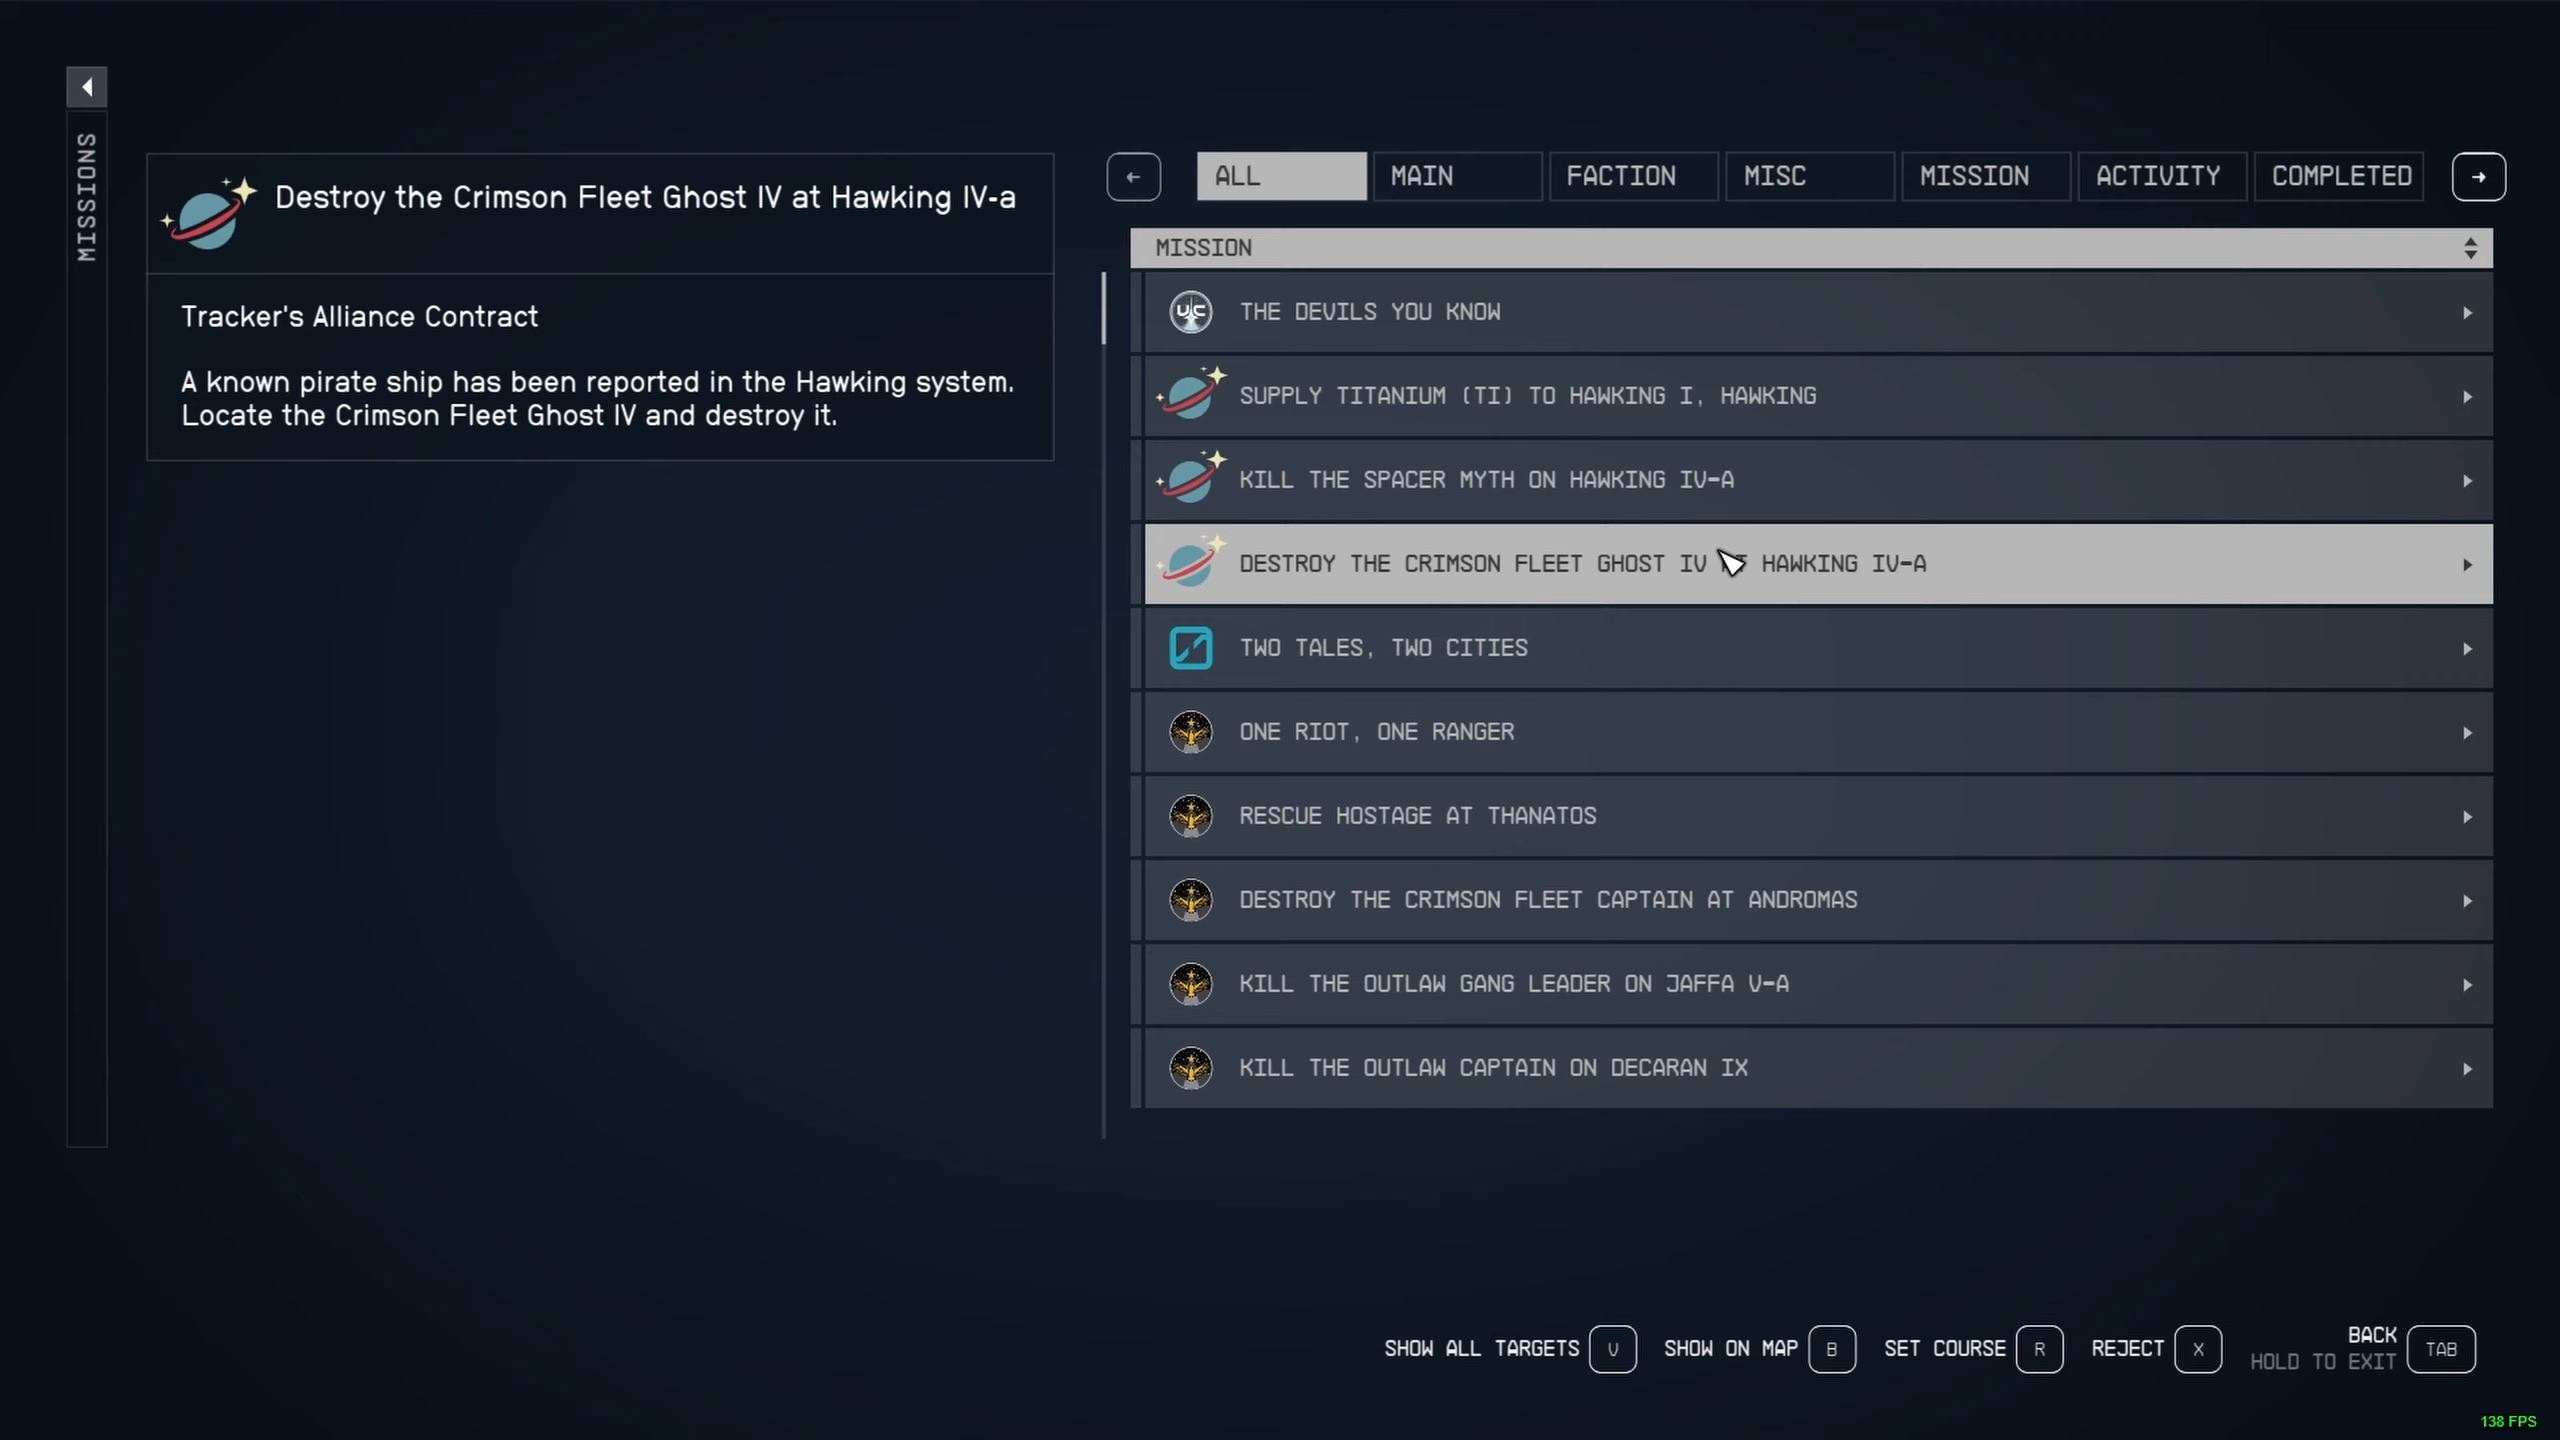 MISSIONS
Destroy the Crimson Fleet Ghost IV at Hawking IV-a
Tracker's Alliance Contract
A known pirate ship has been reported in the Hawking system.
Locate the Crimson Fleet Ghost IV and destroy it.
ALL MAIN FACTION MISC MISSION ACTIVITY COMPLETED
MISSION
UC
THE DEVILS YOU KNOW
SUPPLY TITANIUM (TI) TO HAWKING I, HAWKING
KILL THE SPACER MYTH ON HAWKING IV-A
DESTROY THE CRIMSON FLEET GHOST IV HAWKING IV-A
TWO TALES, TWO CITIES
ONE RIOT, ONE RANGER
RESCUE HOSTAGE AT THANATOS
DESTROY THE CRIMSON FLEET CAPTAIN AT ANDROMAS
KILL THE OUTLAW GANG LEADER ON JAFFA V-A
KILL THE OUTLAW CAPTAIN ON DECARAN IX
SHOW ALL TARGETS V SHOW ON MAP B SET COURSE R REJECT X BACK TAB
HOLD TO EXIT
138 FPS